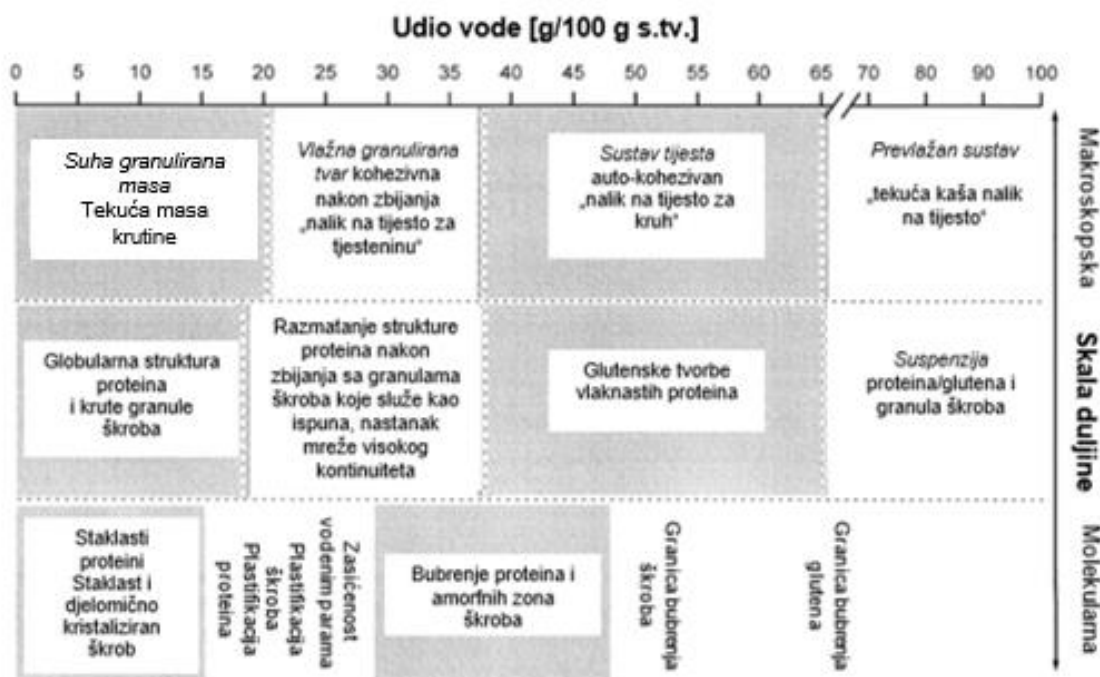 Udio vode [g/100 g s.tv.]
0 5 10 15 20 25 30 35 40 45 50 55 60 65 70 80 90 100
Suha granulirana
masa
Tekuća masa
krutine
Vlažna granulirana
tvar kohezivna
nakon zbijanja
„nalik na tijesto za
tjesteninu“
Sustav tijesta
auto-kohezivan
„nalik na tijesto za
kruh“
Prevlažan sustav
„tekuća kaša nalik
na tijesto“
Makroskopska
Globularna struktura
proteina
i krute granule
škroba
Razmatanje strukture
proteina nakon
zbijanja sa granulama
škroba koje služe kao
ispuna, nastanak
mreže visokog
kontinuiteta
Glutenske tvorbe
vlaknastih proteina
Suspenzija
proteina/glutena i
granula škroba
Skala duljine
Staklasti
proteini
Staklast i
djelomično
kristaliziran
škrob
Plastifikacija
proteina
Plastifikacija
škroba
Zasićenost
vodenim parama
Bubrenje proteina i
amorfnih zona
škroba
Granica bubrenja
škroba
Granica bubrenja
glutena
Molekularna